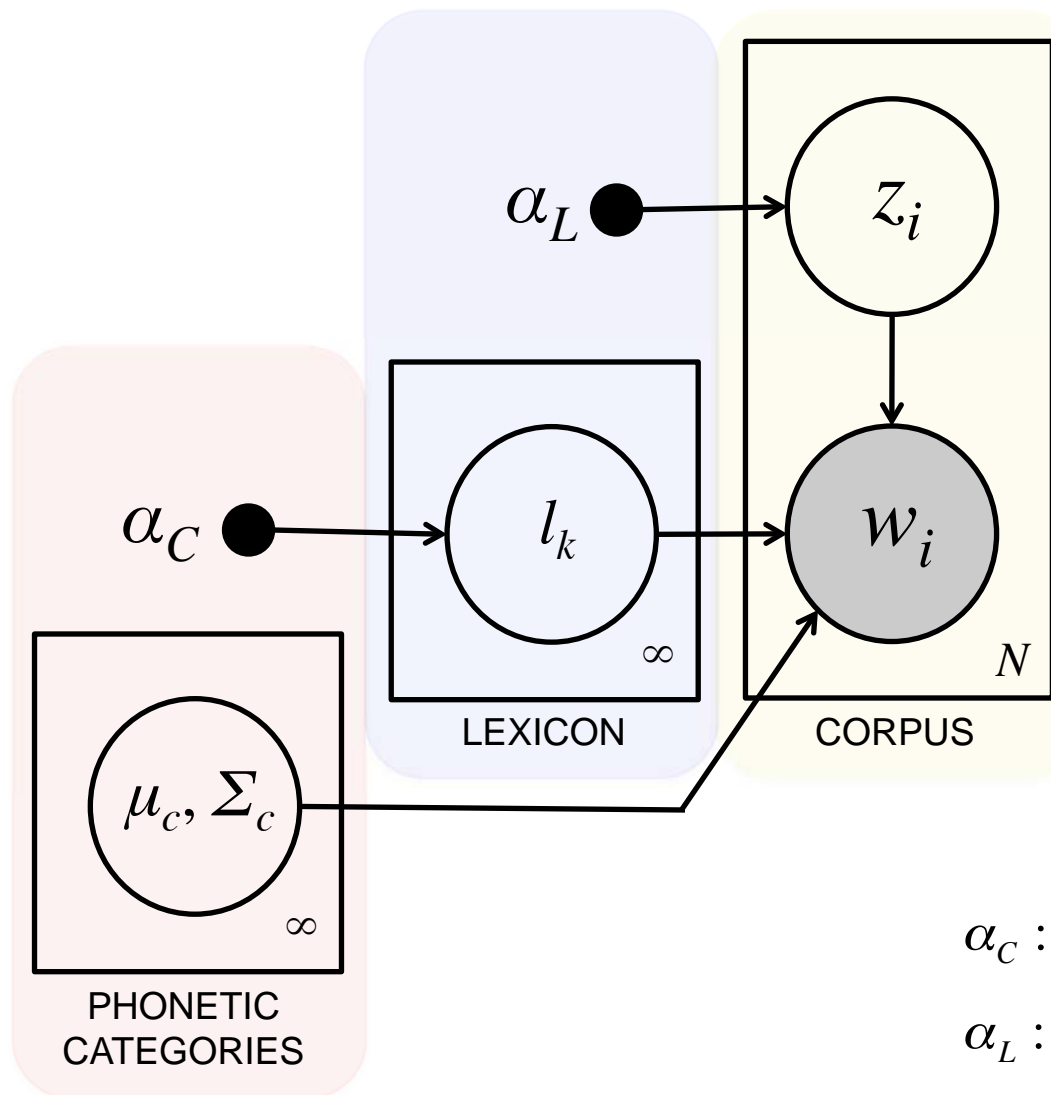 α_L
z_i
α_C
l_k
w_i
∞
N
LEXICON
CORPUS
μ_c, Σ_c
∞
PHONETIC
CATEGORIES
α_C :
α_L :